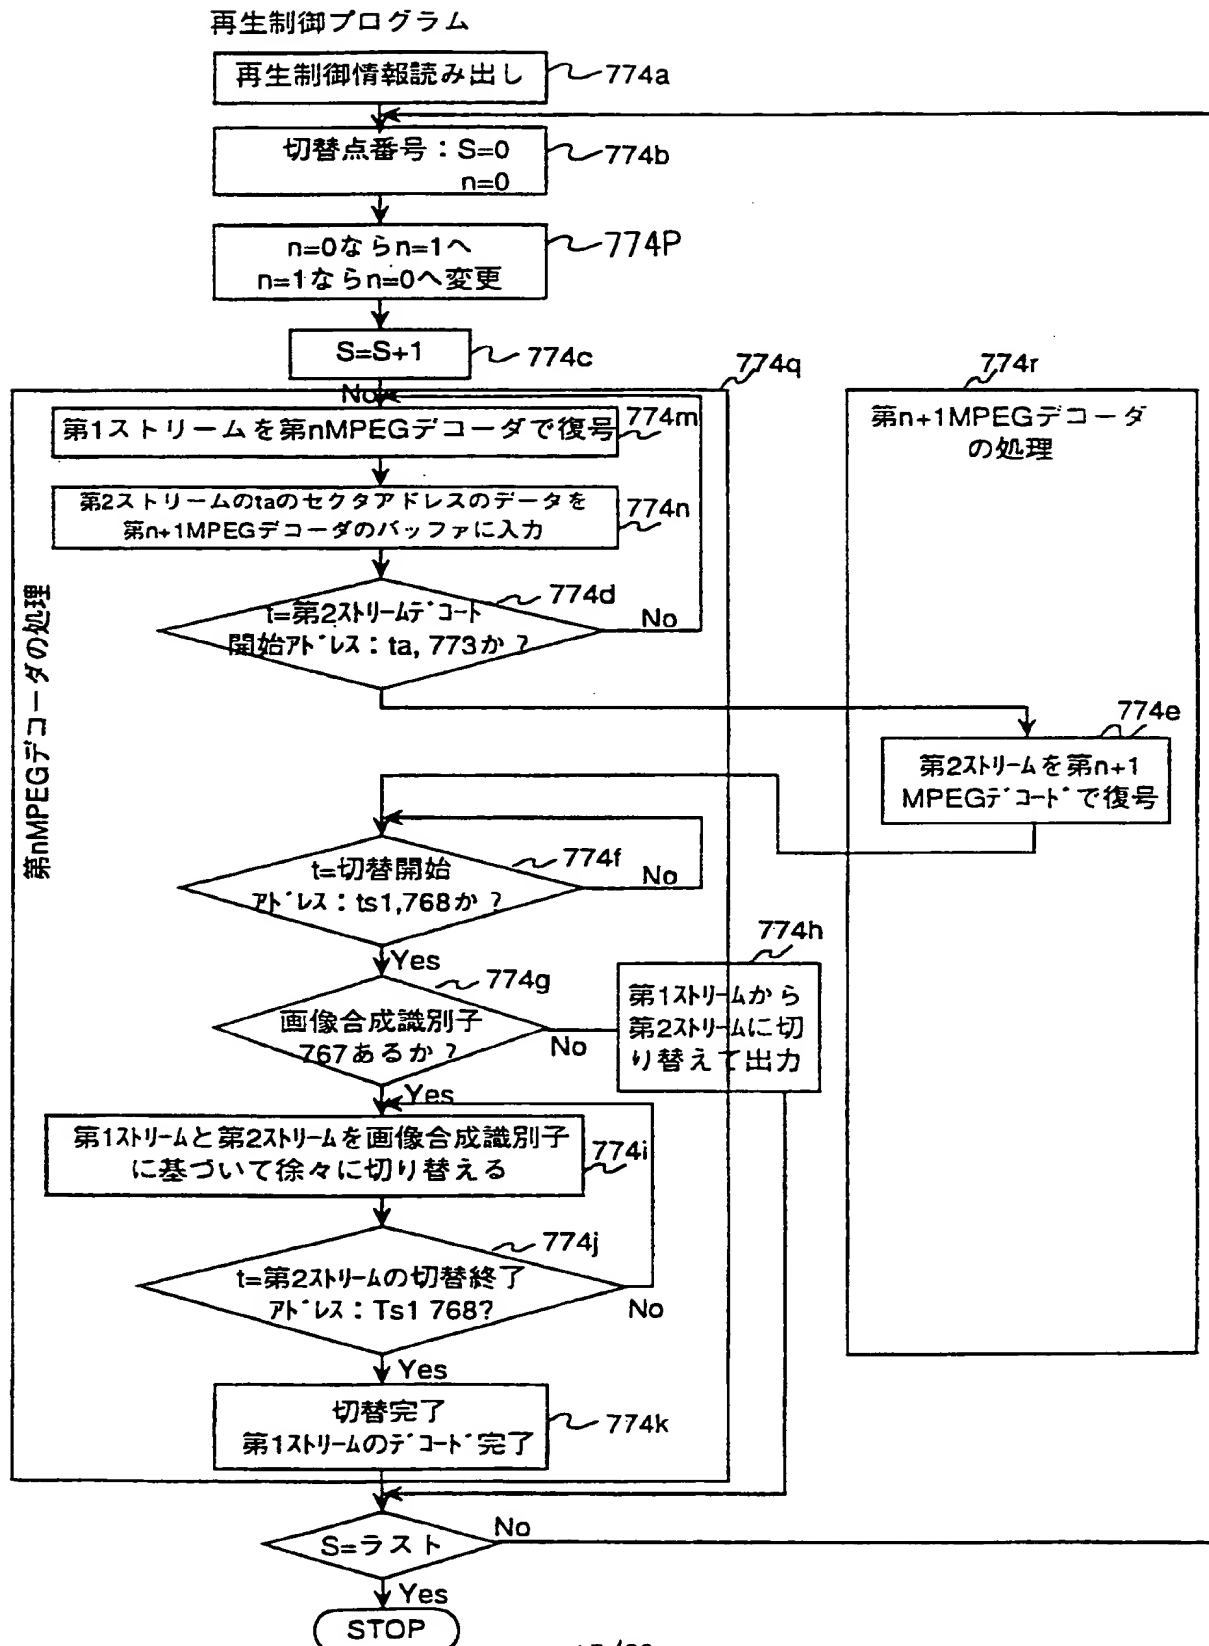 再生制御プログラム
再生制御情報読み出し
774a
切替点番号：S=0
n=0
774b
n=0ならn=1へ
n=1ならn=0へ変更
774P
S=S+1
774c
774q
774r
No
第1ストリームを第nMPEGデコーダで復号
774m
第n+1MPEGデコーダ
の処理
第2ストリームのtaのセクタアドレスのデータを
第n+1MPEGデコーダのバッファに入力
774n
第nMPEGデコーダの処理
t=第2ｽﾄﾘｰﾑﾃﾞｺｰﾄ
開始ｱﾄﾞﾚｽ：ta, 773か？
774d
No
774e
第2ｽﾄﾘｰﾑを第n+1
MPEGﾃﾞｺｰﾄﾞで復号
t=切替開始
ｱﾄﾞﾚｽ：ts1,768か？
774f
No
Yes
774g
画像合成識別子
767あるか？
No
774h
第1ｽﾄﾘｰﾑから
第2ｽﾄﾘｰﾑに切
り替えて出力
Yes
第1ｽﾄﾘｰﾑと第2ｽﾄﾘｰﾑを画像合成識別子
に基づいて徐々に切り替える
774i
774j
t=第2ｽﾄﾘｰﾑの切替終了
ｱﾄﾞﾚｽ：Ts1 768?
No
Yes
切替完了
第1ｽﾄﾘｰﾑのﾃﾞｺｰﾄﾞ完了
774k
S=ラスト
No
Yes
STOP